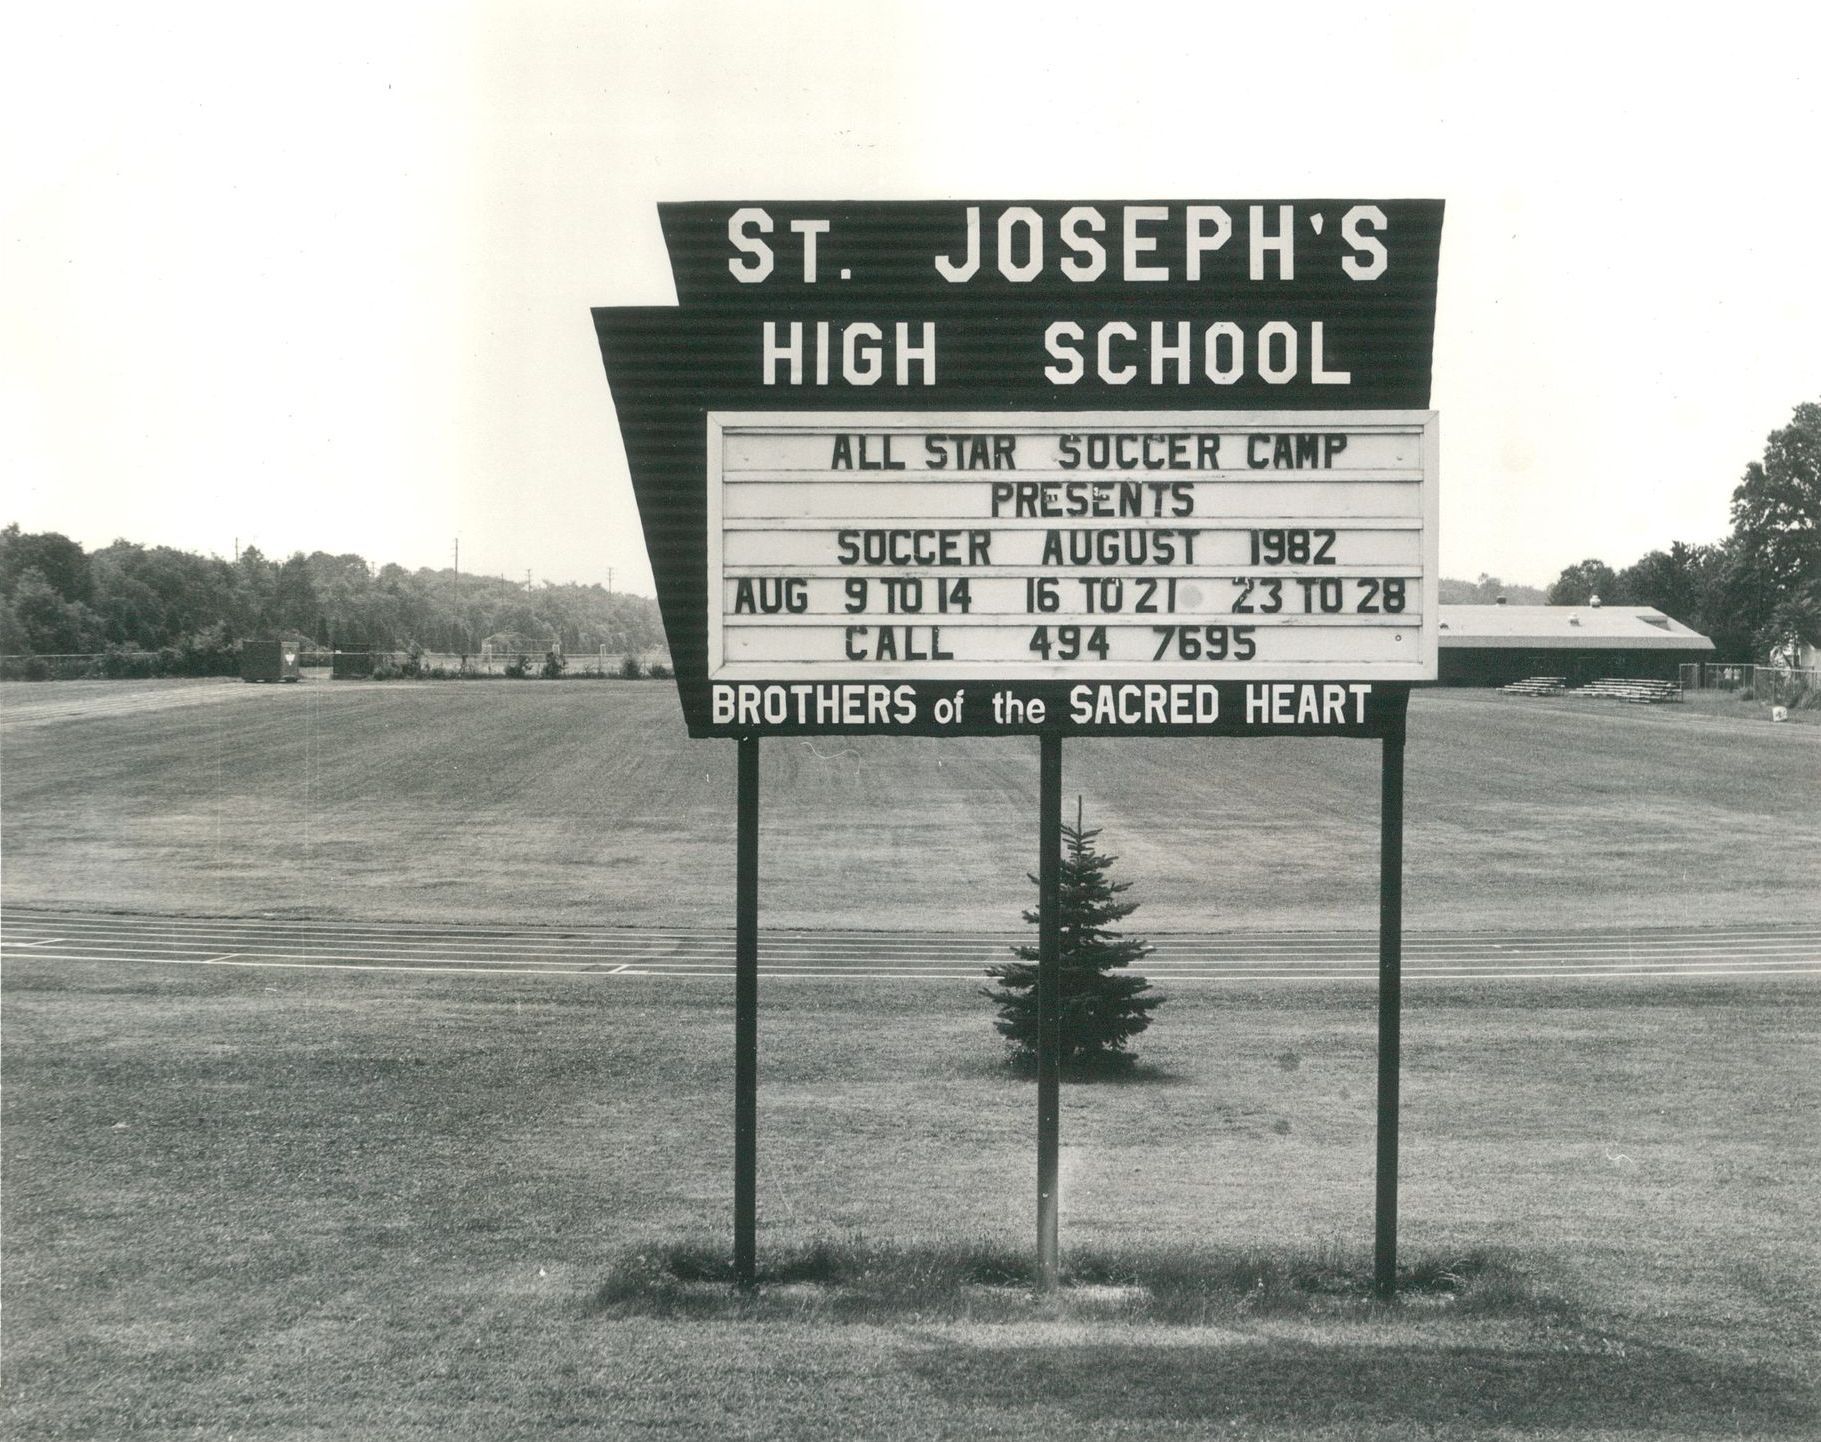 ST. JOSEPH'S
HIGH SCHOOL
ALL STAR SOCCER CAMP
PRESENTS
SOCCER AUGUST 1982
AUG 9 TO 14 16 TO 21 23 TO 28
CALL 494 7695
BROTHERS of the SACRED HEART